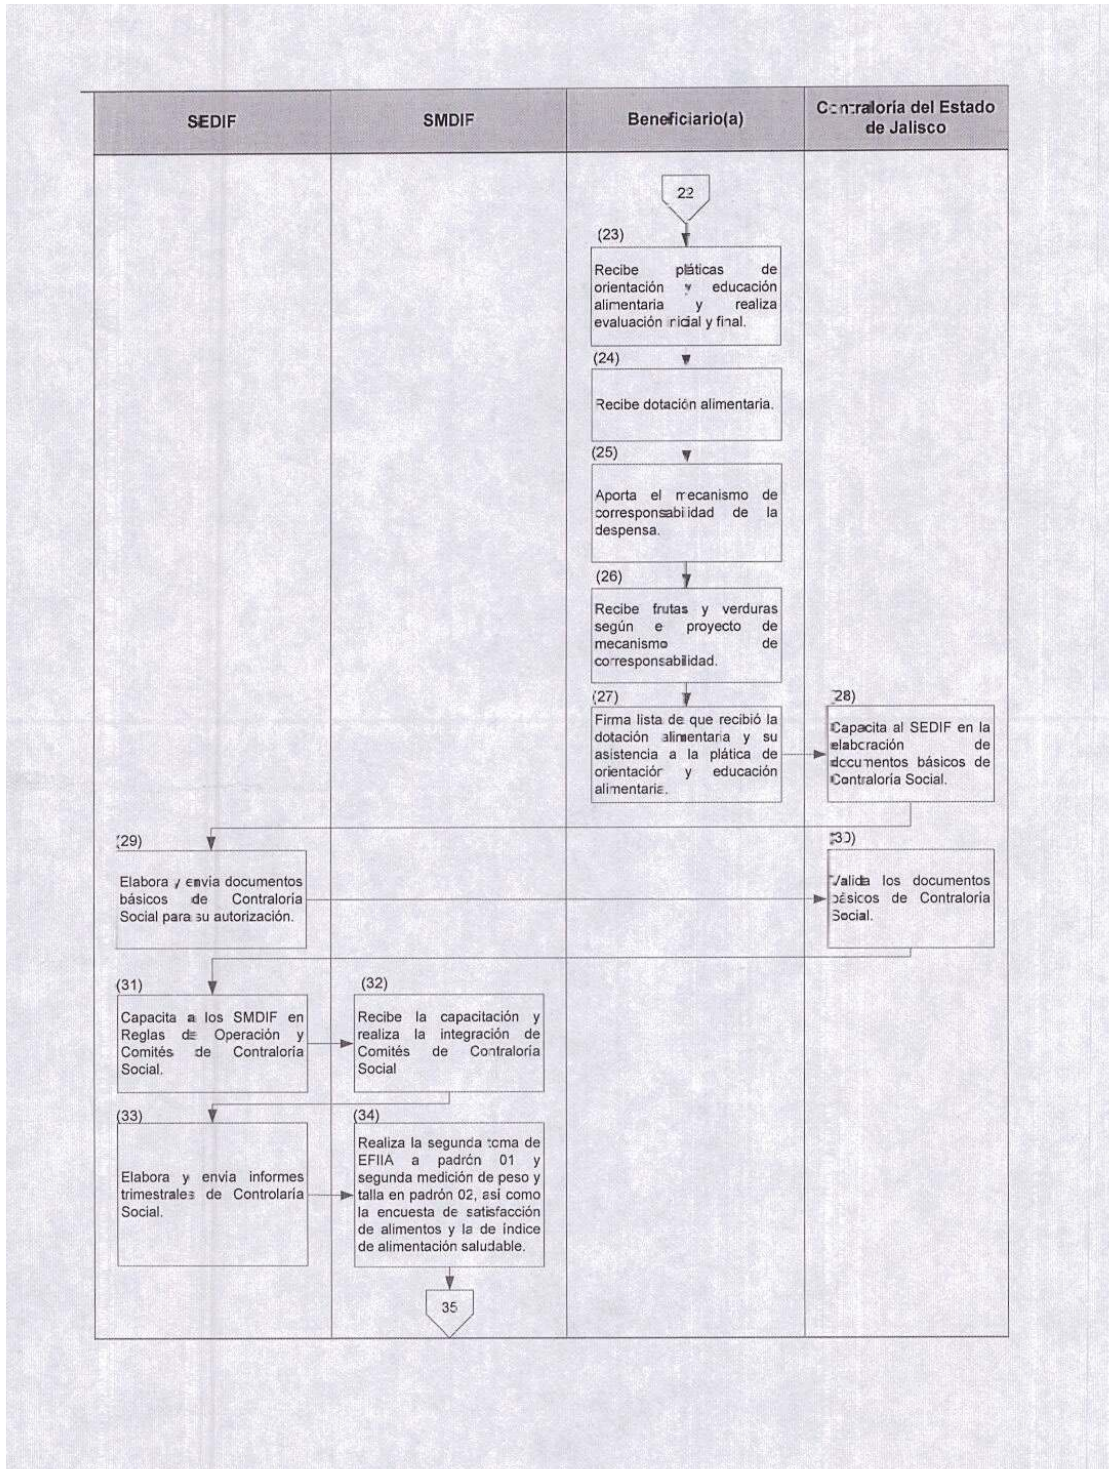 SEDIF
SMDIF
Beneficiario(a)
Contraloría del Estado
de Jalisco
22
(23)
Recibe pláticas de
orientación y educación
alimentaria y realiza
evaluación inicial y final.
(24)
Recibe dotación alimentaria.
(25)
Aporta el mecanismo de
corresponsabilidad de la
despensa.
(26)
Recibe frutas y verduras
según e proyecto de
mecanismo de
corresponsabilidad.
(27)
Firma lista de que recibió la
dotación alimentaria y su
asistencia a la plática de
orientación y educación
alimentaria.
(28)
Capacita al SEDIF en la
elaboración de
documentos básicos de
Contraloría Social.
(29)
Elabora y envia documentos
básicos de Contraloría
Social para su autorización.
(30)
Valida los documentos
básicos de Contraloría
Social.
(31)
Capacita a los SMDIF en
Reglas de Operación y
Comités de Contraloría
Social.
(32)
Recibe la capacitación y
realiza la integración de
Comités de Contraloría
Social
(33)
Elabora y envia informes
trimestrales de Controlaría
Social.
(34)
Realiza la segunda toma de
EFIIA a padrón 01 y
segunda medición de peso y
talla en padrón 02, así como
la encuesta de satisfacción
de alimentos y la de índice
de alimentación saludable.
35